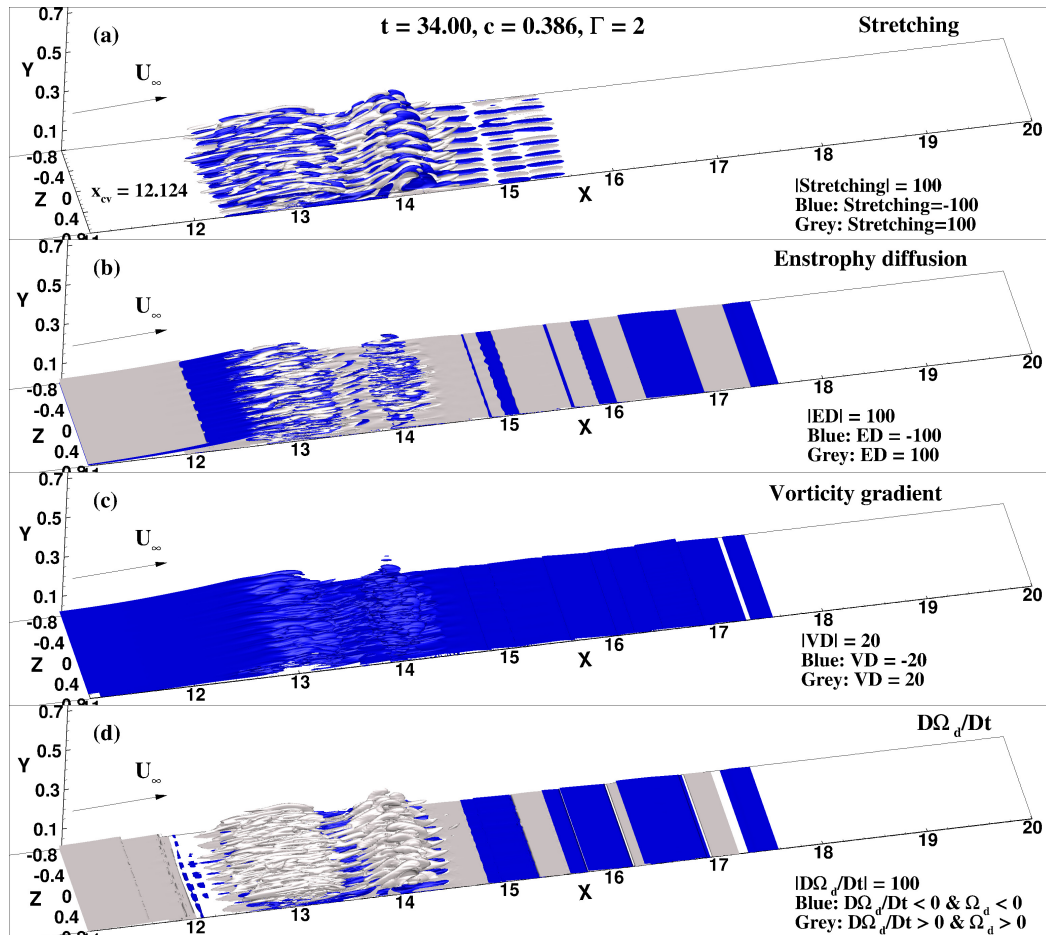 (a)
t = 34.00, c = 0.386, Γ = 2
Stretching
0.7
0.5
Y
0.3
0.1
-0.8
-0.4
Z
0
0.4
U∞
x_cv = 12.124
12
13
14
15
X
16
17
18
19
20
|Stretching| = 100
Blue: Stretching=-100
Grey: Stretching=100
(b)
Enstrophy diffusion
0.7
0.5
Y
0.3
0.1
-0.8
-0.4
Z
0
0.4
U∞
12
13
14
15
X
16
17
18
19
20
|ED| = 100
Blue: ED = -100
Grey: ED = 100
(c)
Vorticity gradient
0.7
0.5
Y
0.3
0.1
-0.8
-0.4
Z
0
0.4
U∞
12
13
14
15
X
16
17
18
19
20
|VD| = 20
Blue: VD = -20
Grey: VD = 20
(d)
DΩ_d/Dt
0.7
0.5
Y
0.3
0.1
-0.8
-0.4
Z
0
0.4
U∞
12
13
14
15
X
16
17
18
19
20
|DΩ_d/Dt| = 100
Blue: DΩ_d/Dt < 0 & Ω_d < 0
Grey: DΩ_d/Dt > 0 & Ω_d > 0